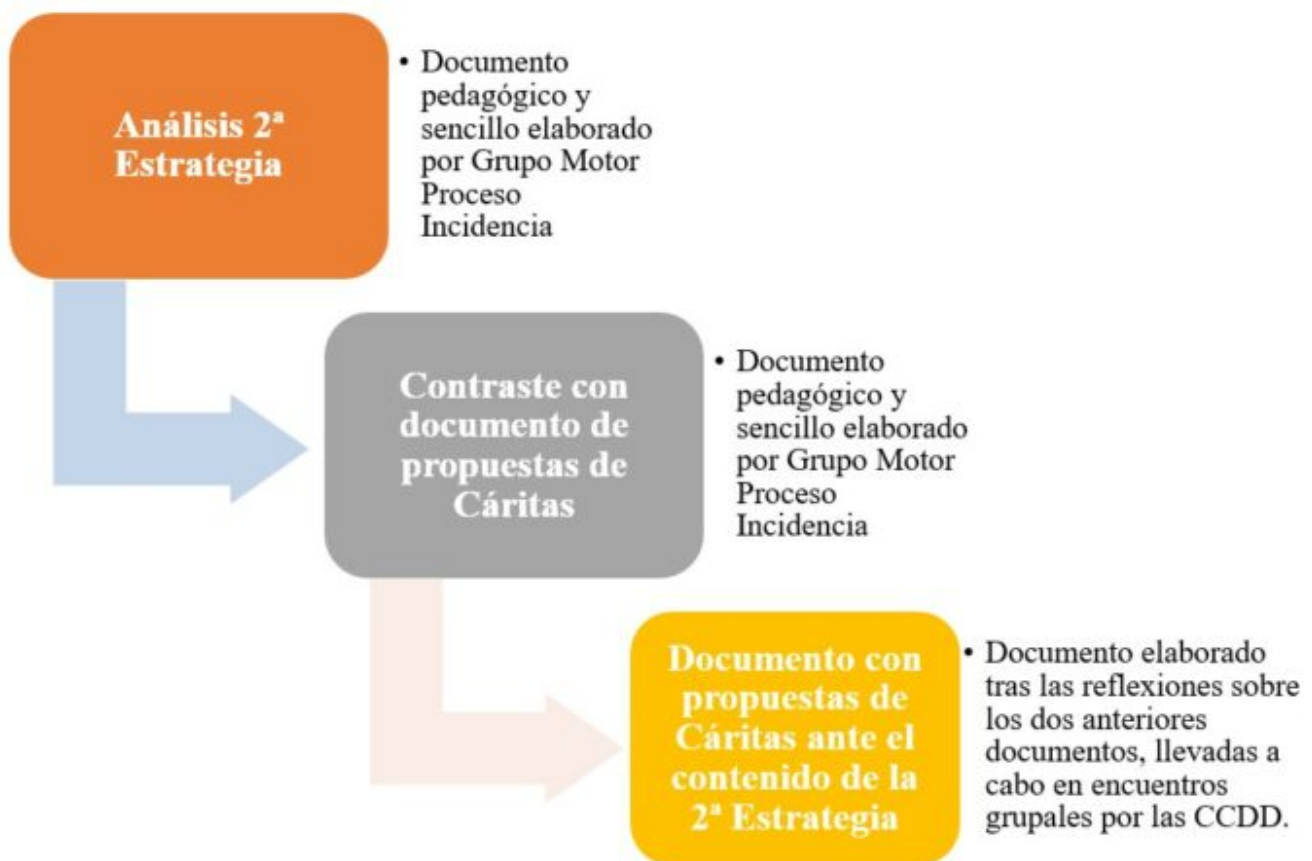 Análisis 2ª
Estrategia
• Documento
pedagógico y
sencillo elaborado
por Grupo Motor
Proceso
Incidencia
Contraste con
documento de
propuestas de
Cáritas
• Documento
pedagógico y
sencillo elaborado
por Grupo Motor
Proceso
Incidencia
Documento con
propuestas de
Cáritas ante el
contenido de la
2ª Estrategia
• Documento elaborado
tras las reflexiones sobre
los dos anteriores
documentos, llevadas a
cabo en encuentros
grupales por las CCDD.